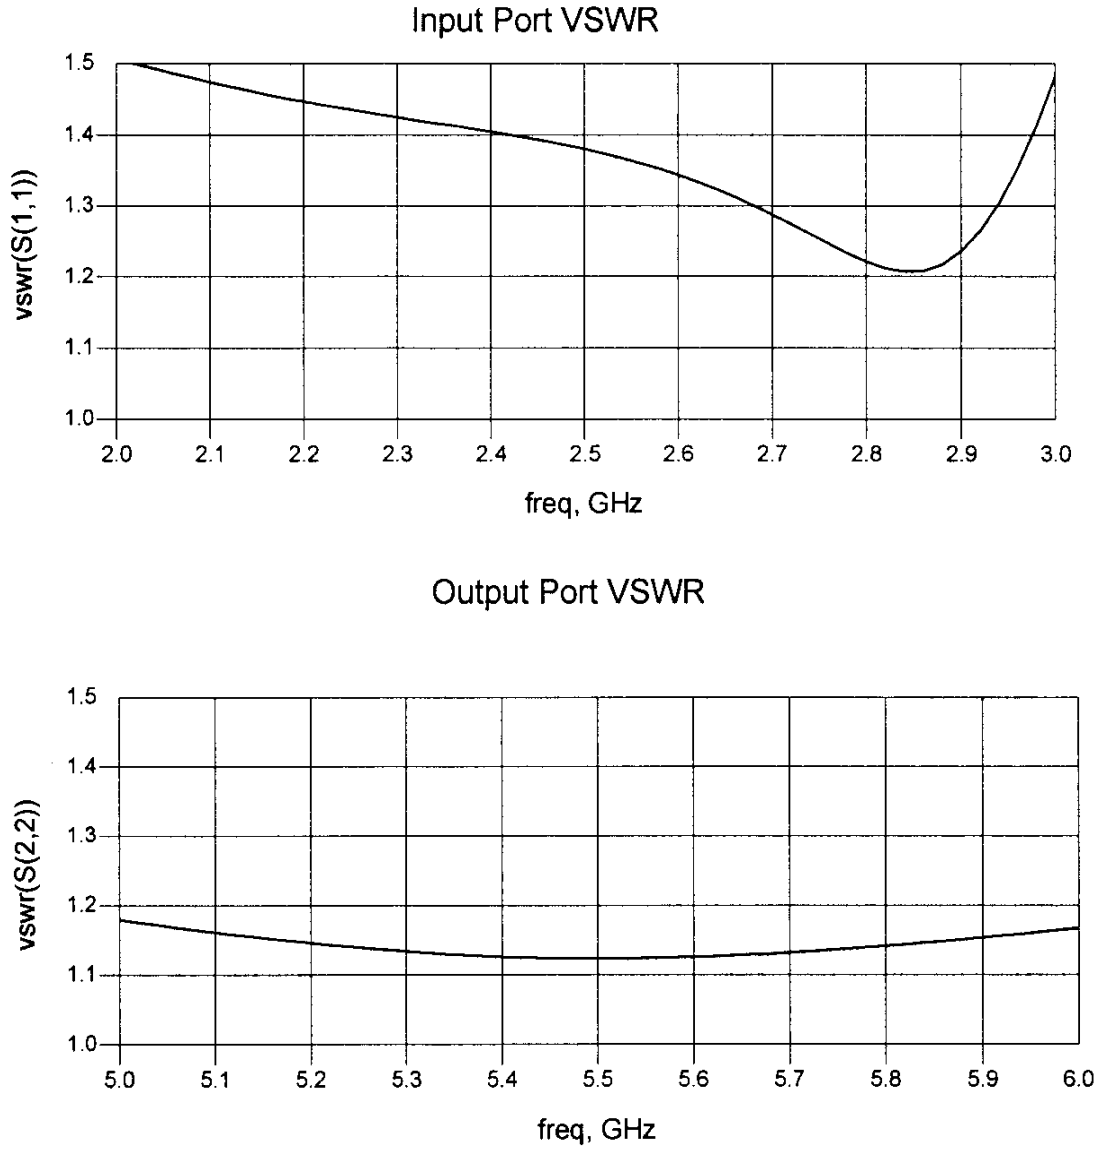 Input Port VSWR
1.5
1.4
1.3
1.2
1.1
1.0
vswr(S(1,1))
2.0 2.1 2.2 2.3 2.4 2.5 2.6 2.7 2.8 2.9 3.0
freq, GHz
Output Port VSWR
1.5
1.4
1.3
1.2
1.1
1.0
vswr(S(2,2))
5.0 5.1 5.2 5.3 5.4 5.5 5.6 5.7 5.8 5.9 6.0
freq, GHz